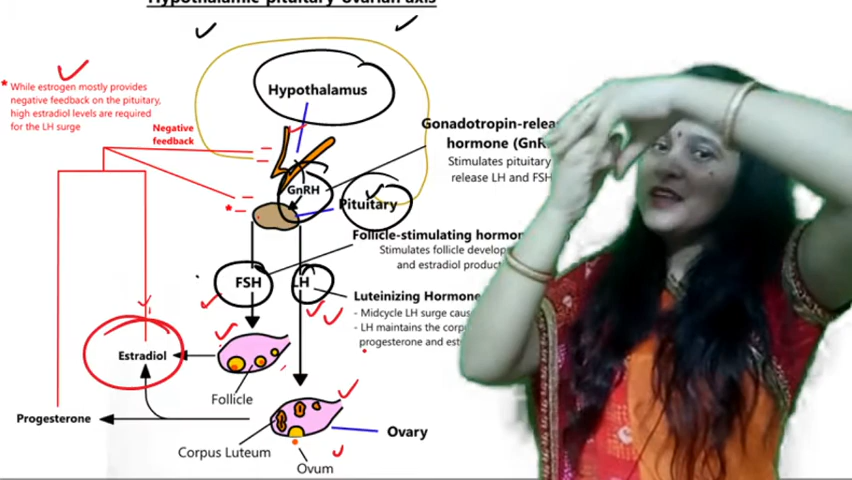 Hypothalamic-pituitary-ovarian axis
* While estrogen mostly provides
negative feedback on the pituitary,
high estradiol levels are required
for the LH surge
Negative
feedback
Hypothalamus
Gonadotropin-relea
hormone (GnR
Stimulates pituitary
release LH and FSH
GnRH
Pituitary
*
Follicle-stimulating hormon
Stimulates follicle develop
and estradiol product
FSH
LH
Luteinizing Hormone
- Midcycle LH surge caus
- LH maintains the corp
progesterone and est
Estradiol
Follicle
Progesterone
Ovary
Corpus Luteum
Ovum